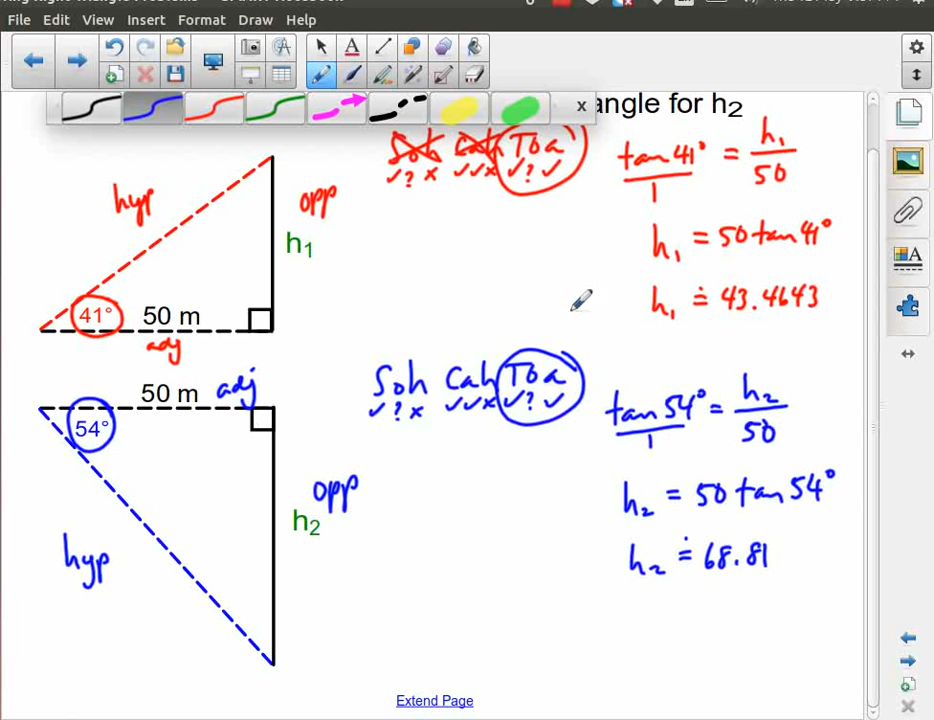 File Edit View Insert Format Draw Help
angle for h2
Soh Cah Toa
tan 41° = h1
1 50
hyp
opp
h1
h1 = 50 tan 41°
h1 ≐ 43.4643
41° 50 m
adj
50 m adj
54°
Soh Cah Toa
tan 54° = h2
1 50
opp
h2
h2 = 50 tan 54°
hyp
h2 ≐ 68.81
Extend Page